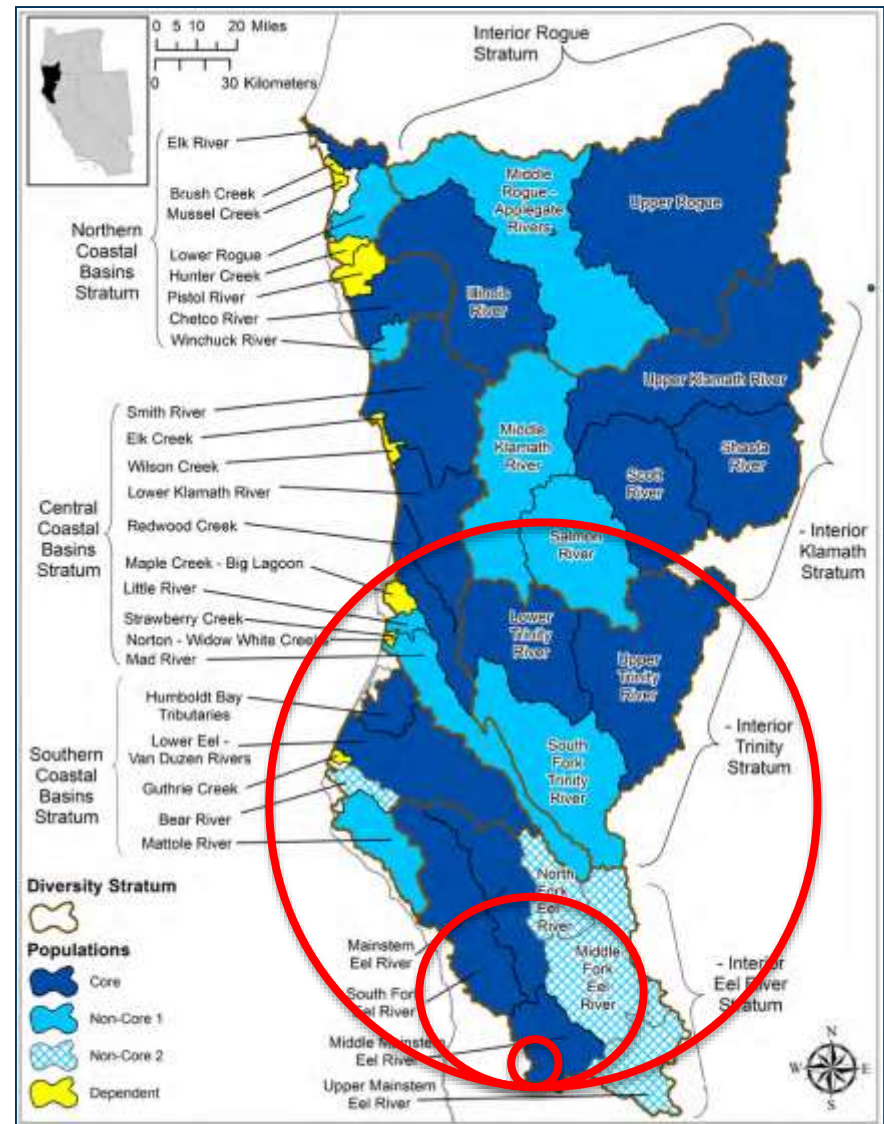 0 5 10 20 Miles
0 30 Kilometers
Interior Rogue
Stratum
Elk River
Brush Creek
Mussel Creek
Northern
Coastal
Basins
Stratum
Lower Rogue
Hunter Creek
Pistol River
Chetco River
Winchuck River
Middle
Rogue -
Applegate
Rivers
Upper Rogue
Illinois
River
Upper Klamath River
Smith River
Elk Creek
Wilson Creek
Lower Klamath River
Central
Coastal
Basins
Stratum
Redwood Creek
Maple Creek - Big Lagoon
Little River
Strawberry Creek
Norton - Widow White Creeks
Mad River
Middle
Klamath
River
Scott
River
Shasta
River
Salmon
River
- Interior
Klamath
Stratum
Lower
Trinity
River
Upper
Trinity
River
South
Fork
Trinity
River
- Interior
Trinity
Stratum
Humboldt Bay
Tributaries
Lower Eel -
Van Duzen Rivers
Southern
Coastal
Basins
Stratum
Guthrie Creek
Bear River
Mattole River
North
Fork
Eel
River
Middle
Fork
Eel
River
- Interior
Eel River
Stratum
Mainstem
Eel River
South Fork
Eel River
Middle Mainstem
Eel River
Upper Mainstem
Eel River
Diversity Stratum
Populations
Core
Non-Core 1
Non-Core 2
Dependent
N
W E
S